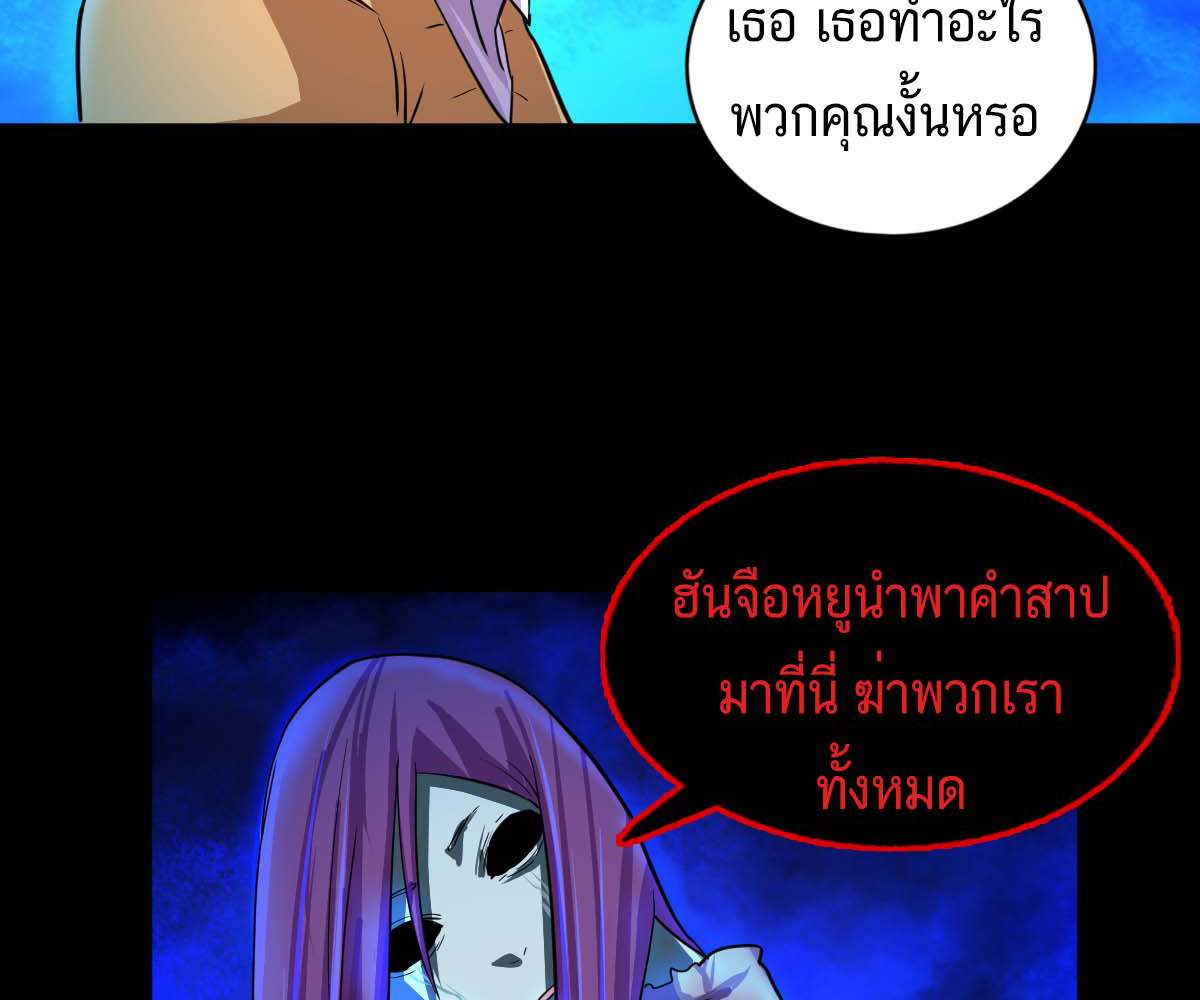 เธอ เธอทำอะไร
พวกคุณงั้นหรอ
ฮันจือหยูนำพาคำสาป
มาที่นี่ ฆ่าพวกเรา
ทั้งหมด